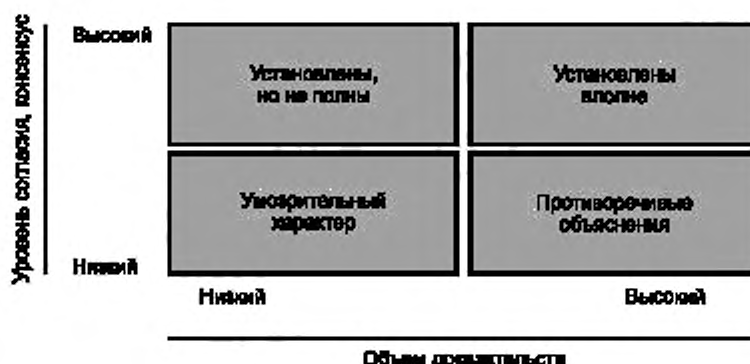 Уровень согласия, консенсус
Высокий
Установлены,
но не полны
Установлены
вполне
Умозрительный
характер
Противоречивые
объяснения
Низкий
Низкий
Высокий
Объем доказательств